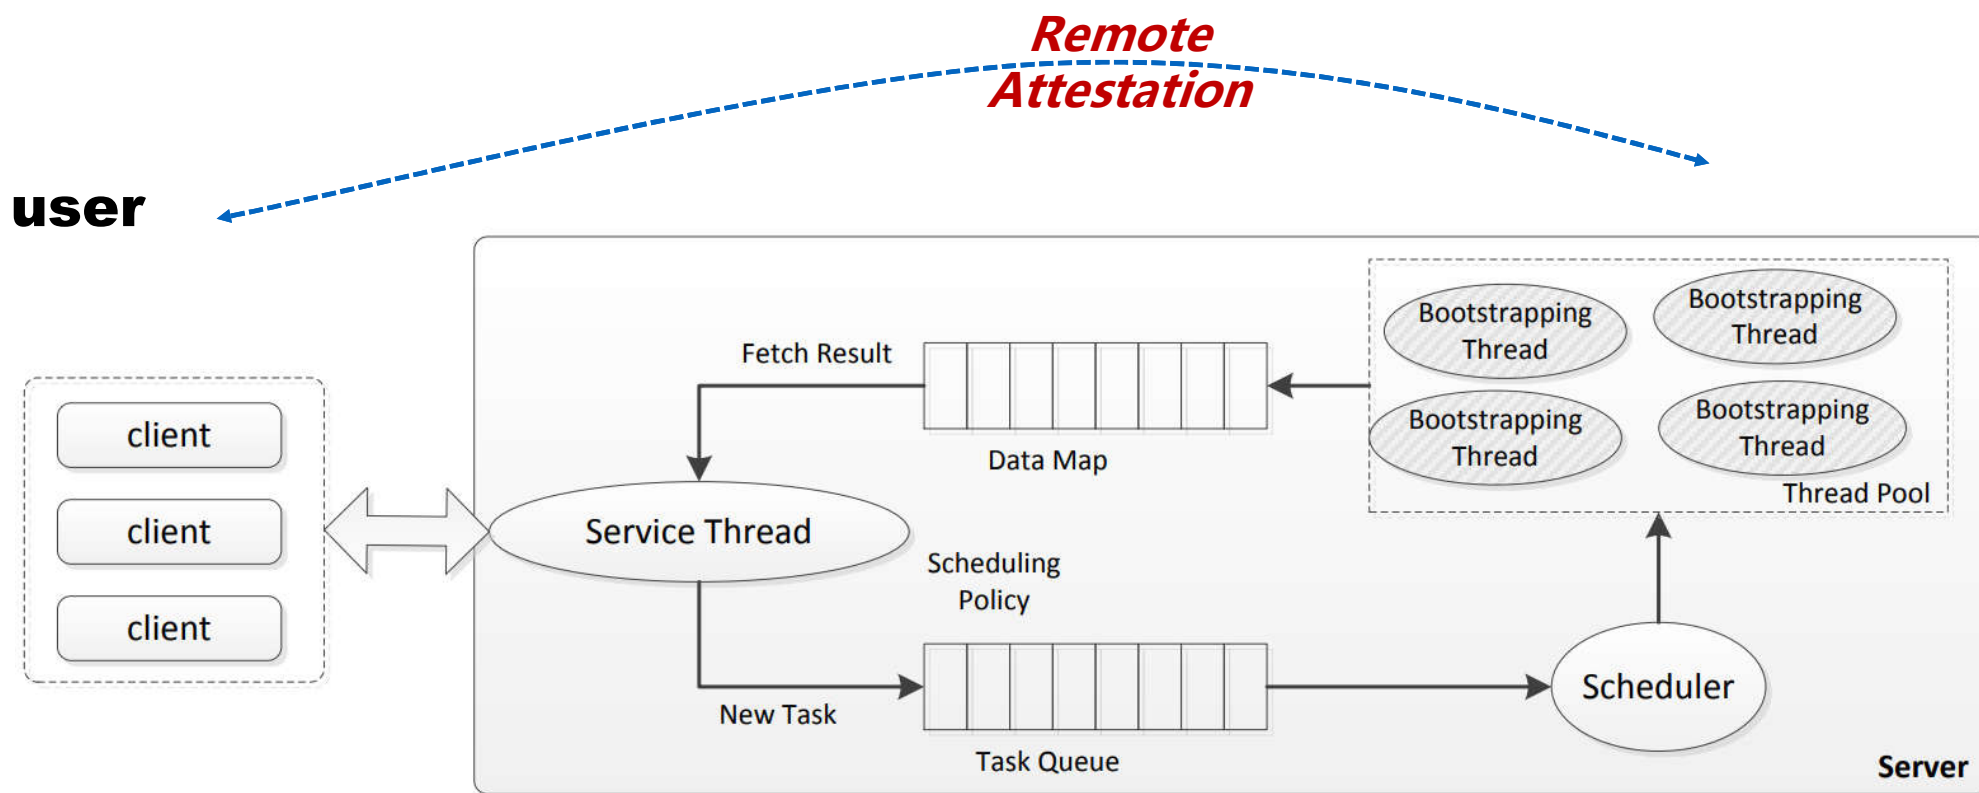 Remote
Attestation
user
Bootstrapping
Thread
Bootstrapping
Thread
Bootstrapping
Thread
Bootstrapping
Thread
Thread Pool
Fetch Result
Data Map
client
client
client
Service Thread
Scheduling
Policy
New Task
Task Queue
Scheduler
Server